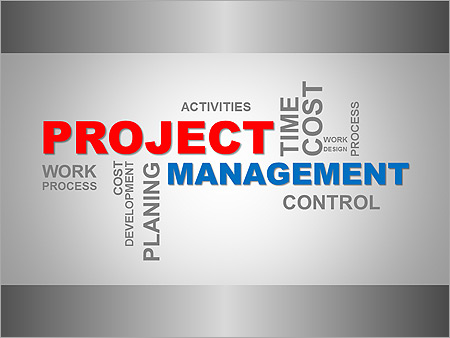 ACTIVITIES
PROJECT
TIME
COST
WORK
DESIGN
PROCESS
WORK
PROCESS
COST
DEVELOPMENT
PLANING
MANAGEMENT
CONTROL